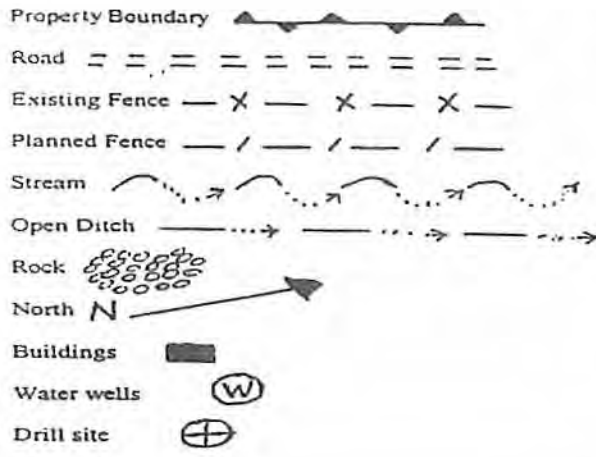 Property Boundary
Road
Existing Fence
Planned Fence
Stream
Open Ditch
Rock
North N
Buildings
Water wells W
Drill site